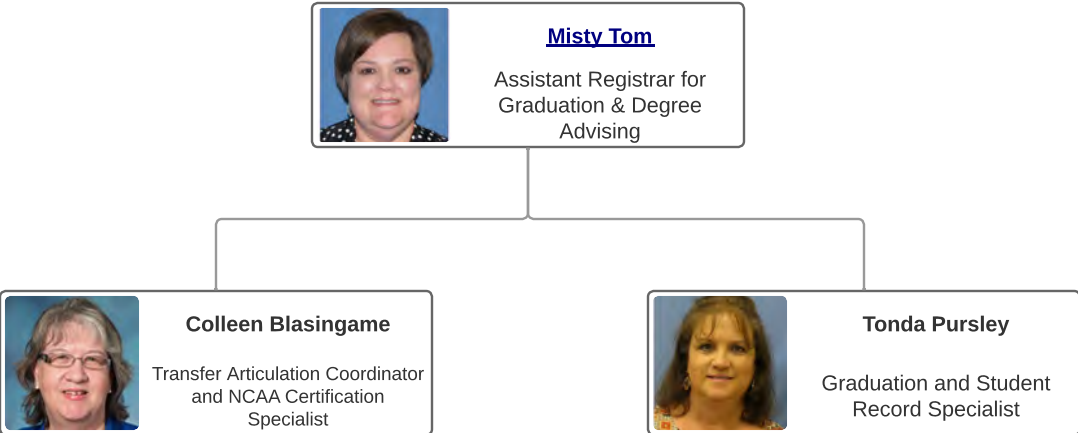 Misty Tom
Assistant Registrar for
Graduation & Degree
Advising
Colleen Blasingame
Transfer Articulation Coordinator
and NCAA Certification
Specialist
Tonda Pursley
Graduation and Student
Record Specialist